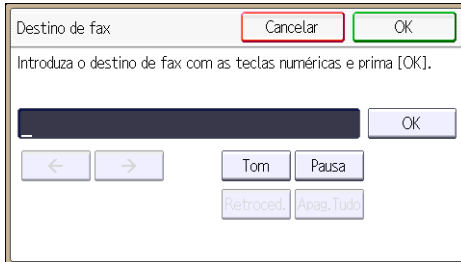 Destino de fax Cancelar OK
Introduza o destino de fax com as teclas numéricas e prima [OK].
OK
← → Tom Pausa
Retroced. Apag.Tudo